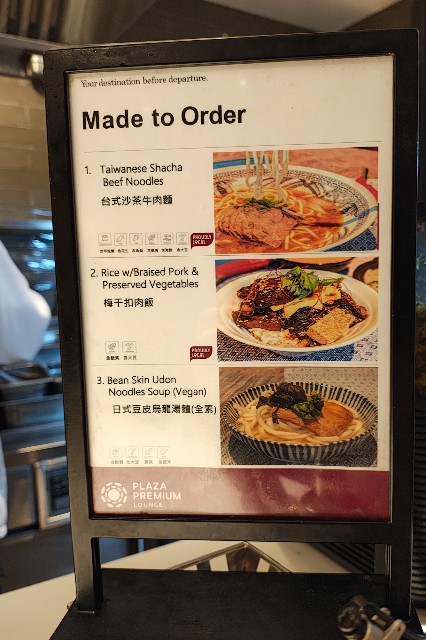 Your destination before departure.
Made to Order
1. Taiwanese Shacha
Beef Noodles
台式沙茶牛肉麵
PROUDLY
LOCAL
2. Rice w/Braised Pork &
Preserved Vegetables
梅干扣肉飯
PROUDLY
LOCAL
3. Bean Skin Udon
Noodles Soup (Vegan)
日式豆皮烏龍湯麵(全素)
PLAZA
PREMIUM
LOUNGE